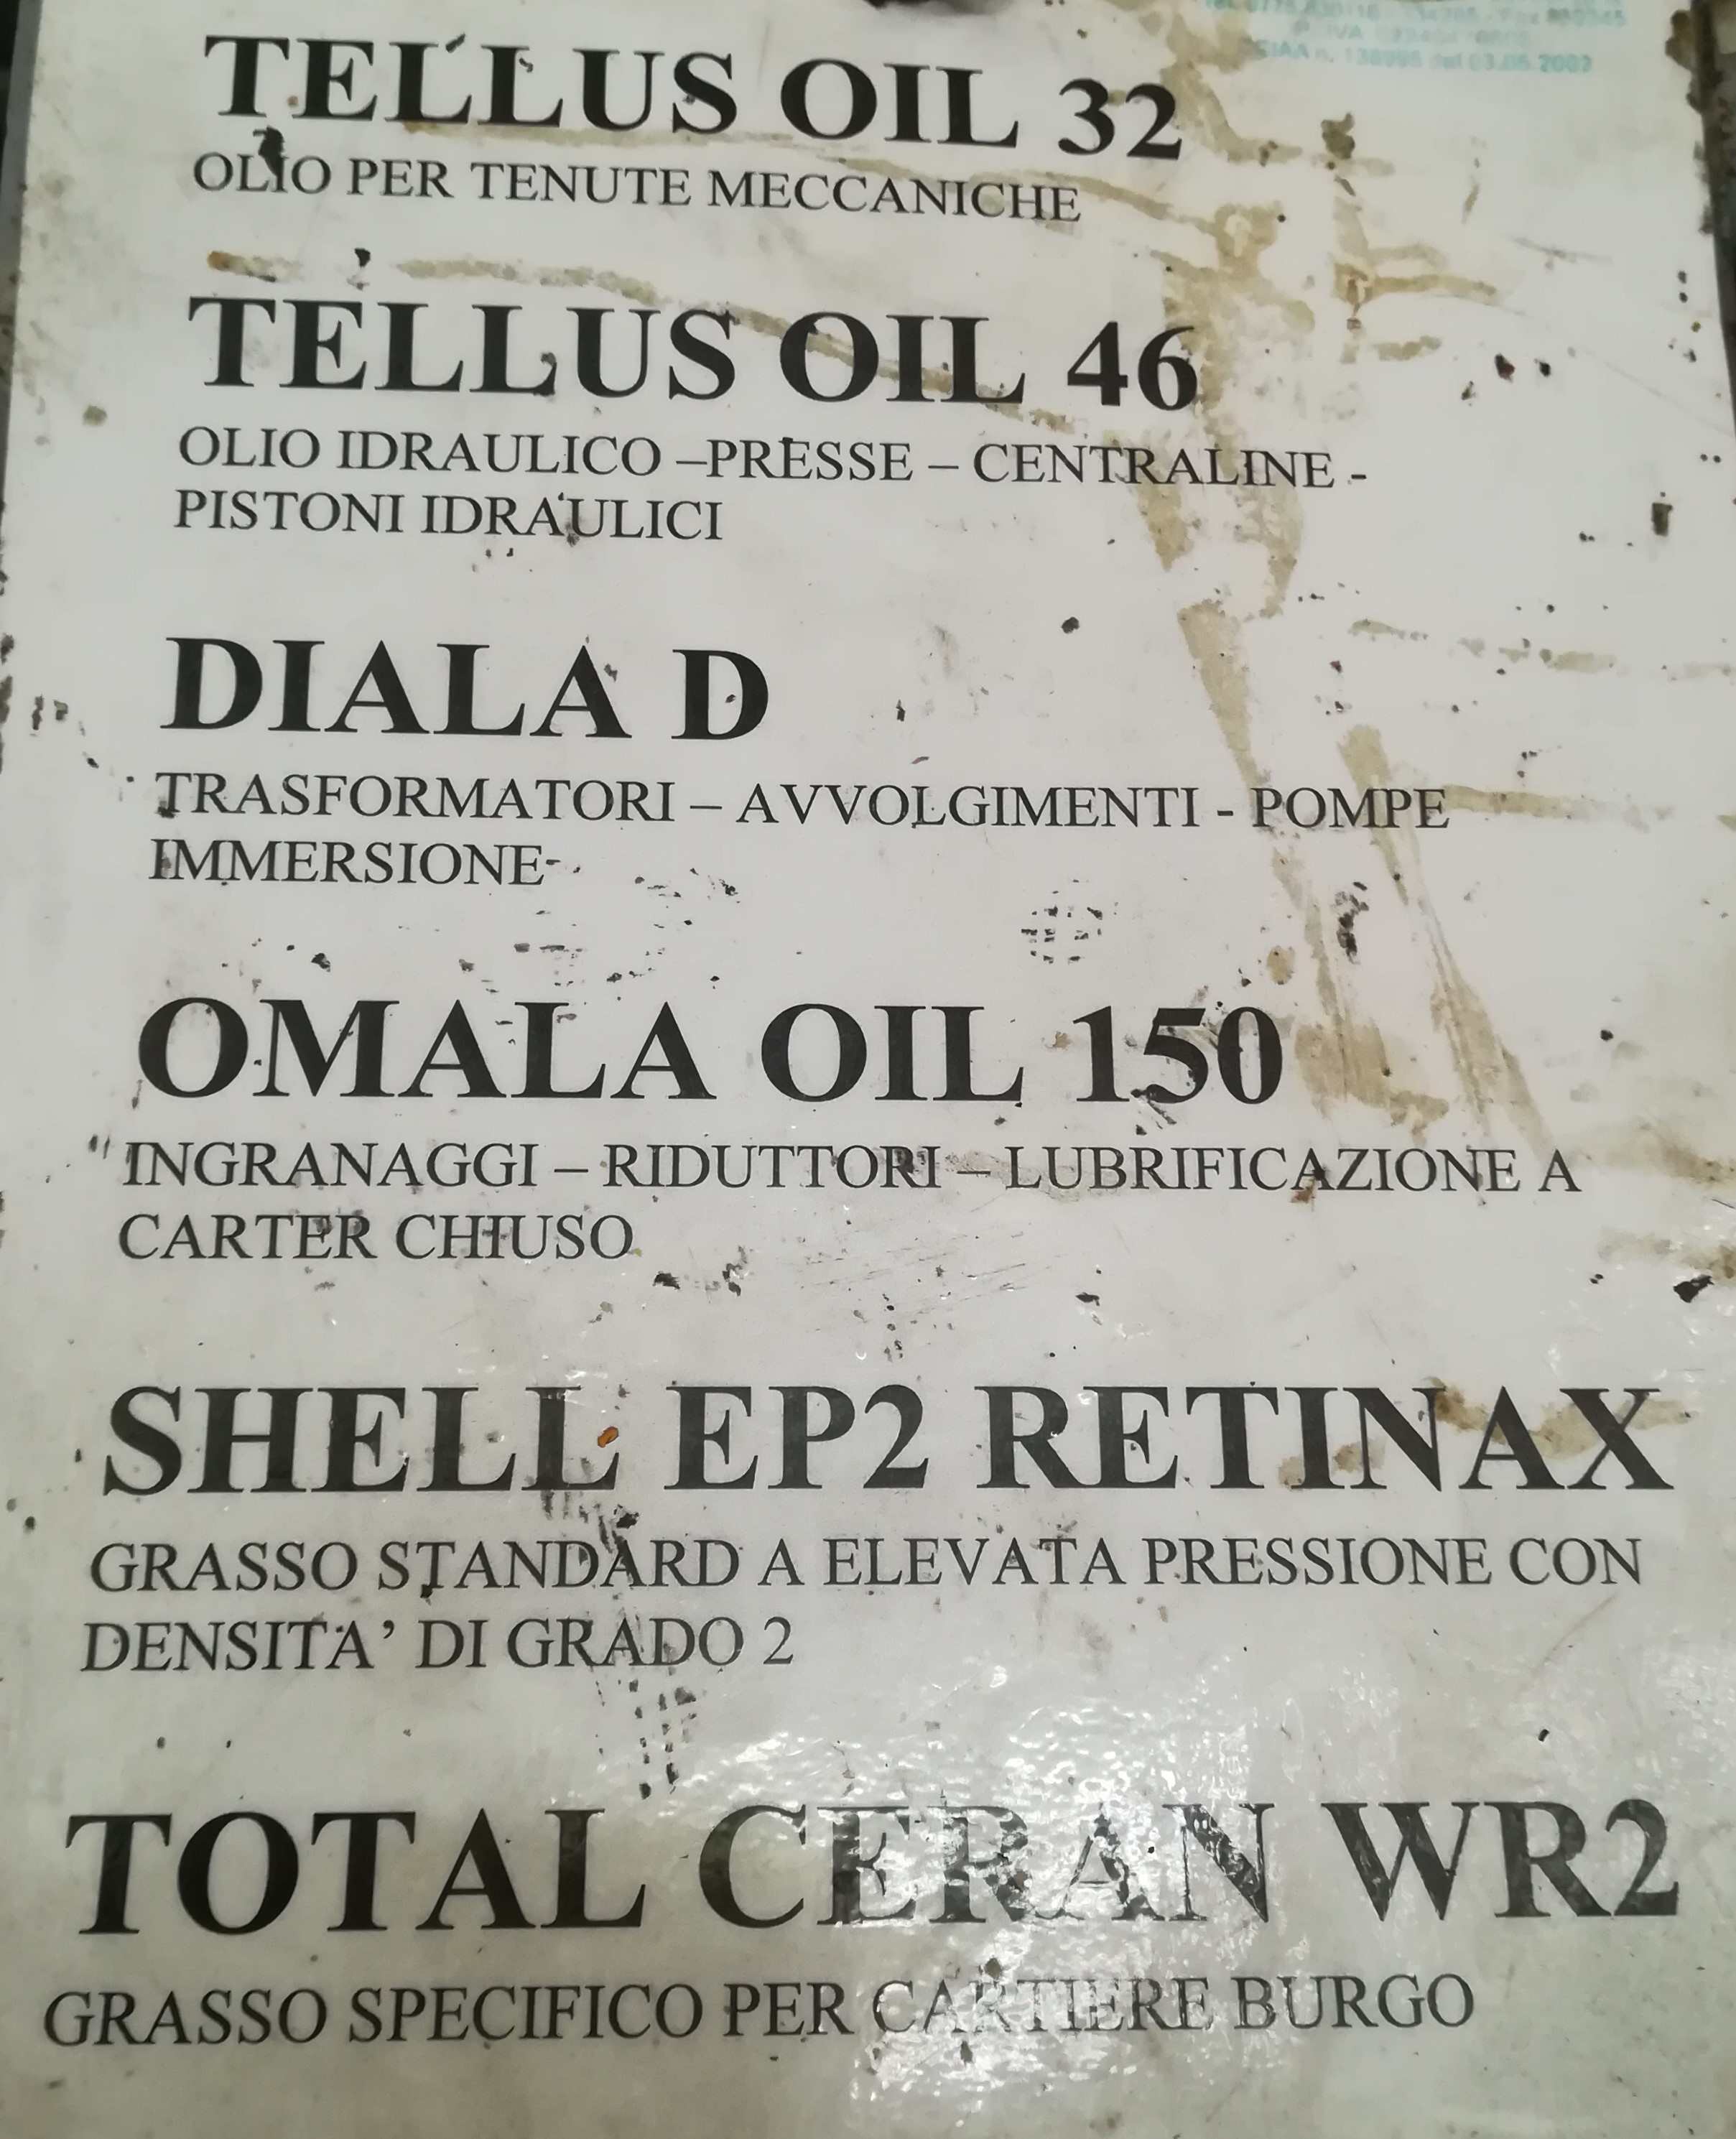 TELLUS OIL 32
OLIO PER TENUTE MECCANICHE
TELLUS OIL 46
OLIO IDRAULICO –PRESSE – CENTRALINE -
PISTONI IDRAULICI
DIALA D
TRASFORMATORI – AVVOLGIMENTI - POMPE
IMMERSIONE-
OMALA OIL 150
INGRANAGGI – RIDUTTORI – LUBRIFICAZIONE A
CARTER CHIUSO
SHELL EP2 RETINAX
GRASSO STANDARD A ELEVATA PRESSIONE CON
DENSITA’ DI GRADO 2
TOTAL CERAN WR2
GRASSO SPECIFICO PER CARTIERE BURGO